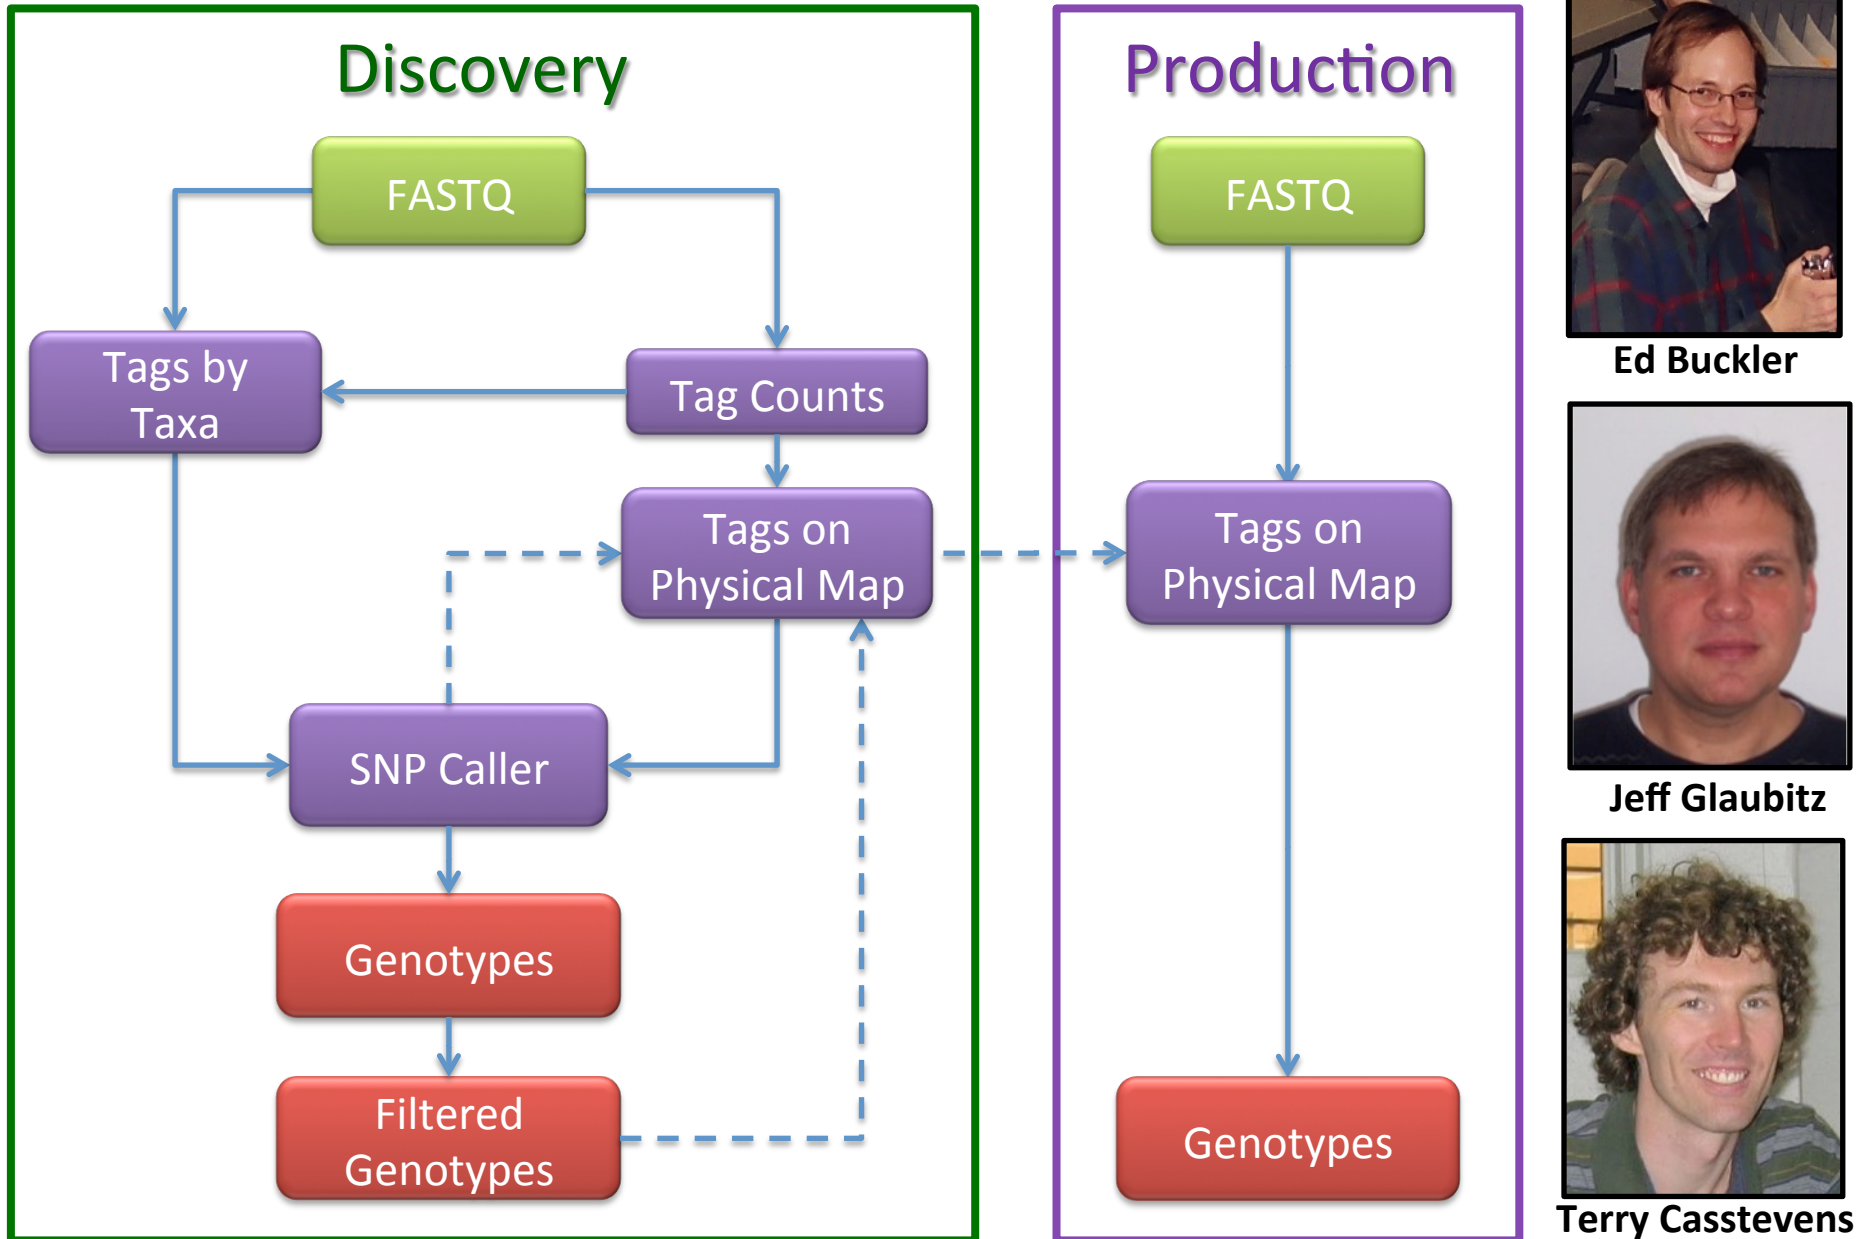 Discovery
FASTQ
Tags by
Taxa
Tag Counts
Tags on
Physical Map
SNP Caller
Genotypes
Filtered
Genotypes
Production
FASTQ
Tags on
Physical Map
Genotypes
Ed Buckler
Jeff Glaubitz
Terry Casstevens